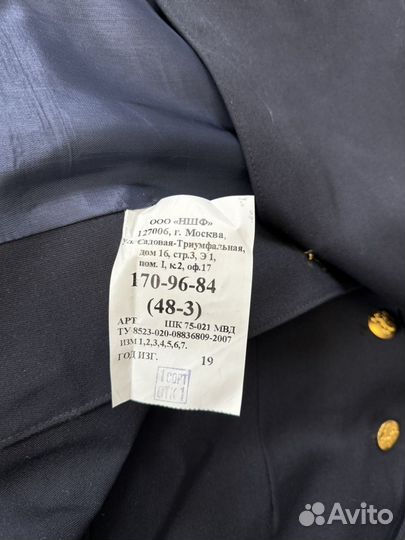 ООО «НШФ»
127006, г. Москва,
ул. Садовая-Триумфальная,
дом 16, стр.3, Э 1,
пом. I, к.2, оф.17
170-96-84
(48-3)
АРТ ШК 75-021 МВД
ТУ 8523-020-08836809-2007
ИЗМ 1,2,3,4,5,6,7.
ГОД ИЗГ. 19
1 СОРТ
ОТК 1
Avito